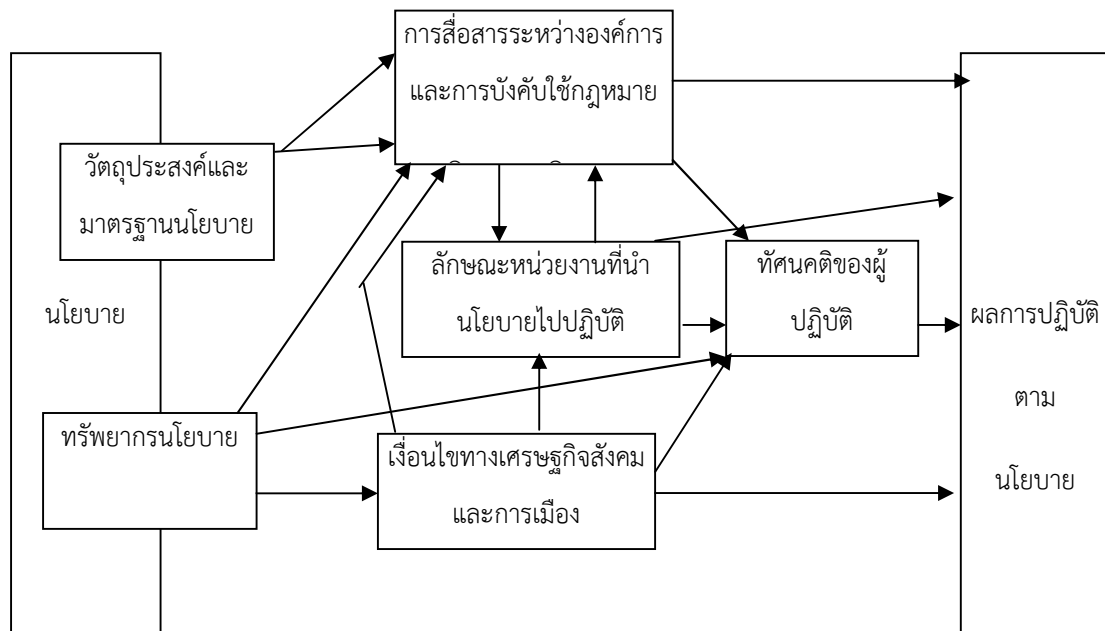 การสื่อสารระหว่างองค์การ
และการบังคับใช้กฎหมาย
วัตถุประสงค์และ
มาตรฐานนโยบาย
ลักษณะหน่วยงานที่นำ
นโยบายไปปฏิบัติ
ทัศนคติของผู้
ปฏิบัติ
นโยบาย
ผลการปฏิบัติ
ตาม
นโยบาย
ทรัพยากรนโยบาย
เงื่อนไขทางเศรษฐกิจสังคม
และการเมือง